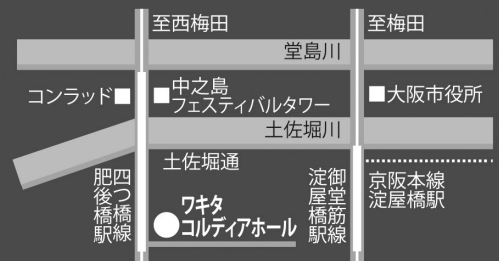 至西梅田
至梅田
堂島川
コンラッド■
■中之島
フェスティバルタワー
■大阪市役所
土佐堀川
土佐堀通
四つ橋線
肥後橋駅
御堂筋線
淀屋橋駅
京阪本線
淀屋橋駅
●ワキタ
コルディアホール